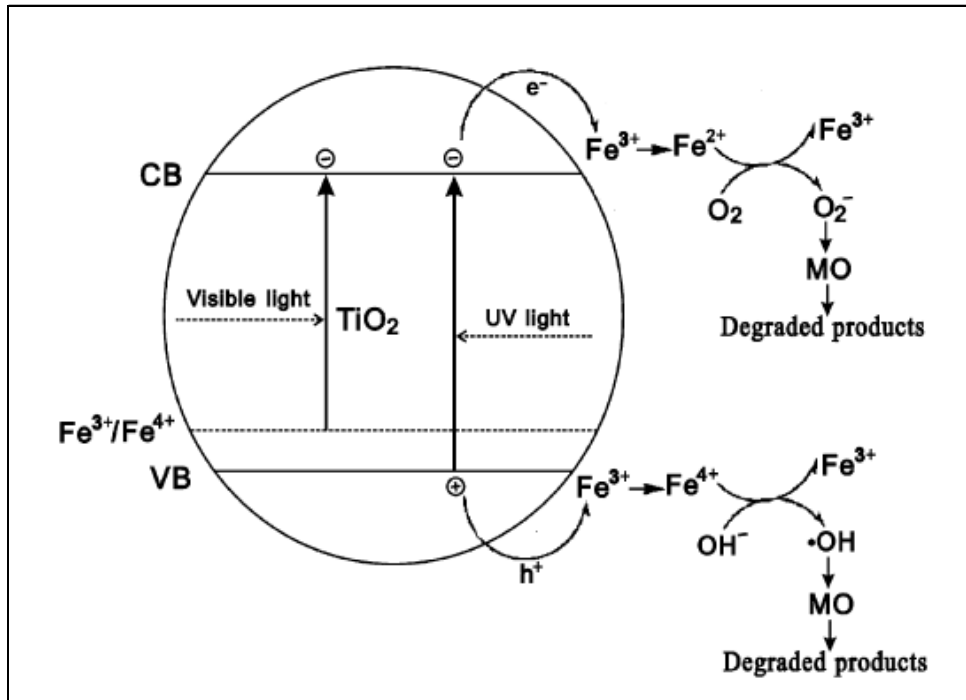 e⁻
Fe³⁺ → Fe²⁺
Fe³⁺
CB
O₂
O₂⁻
MO
Visible light
TiO₂
UV light
Degraded products
Fe³⁺/Fe⁴⁺
VB
Fe³⁺ → Fe⁴⁺
Fe³⁺
OH⁻
•OH
h⁺
MO
Degraded products